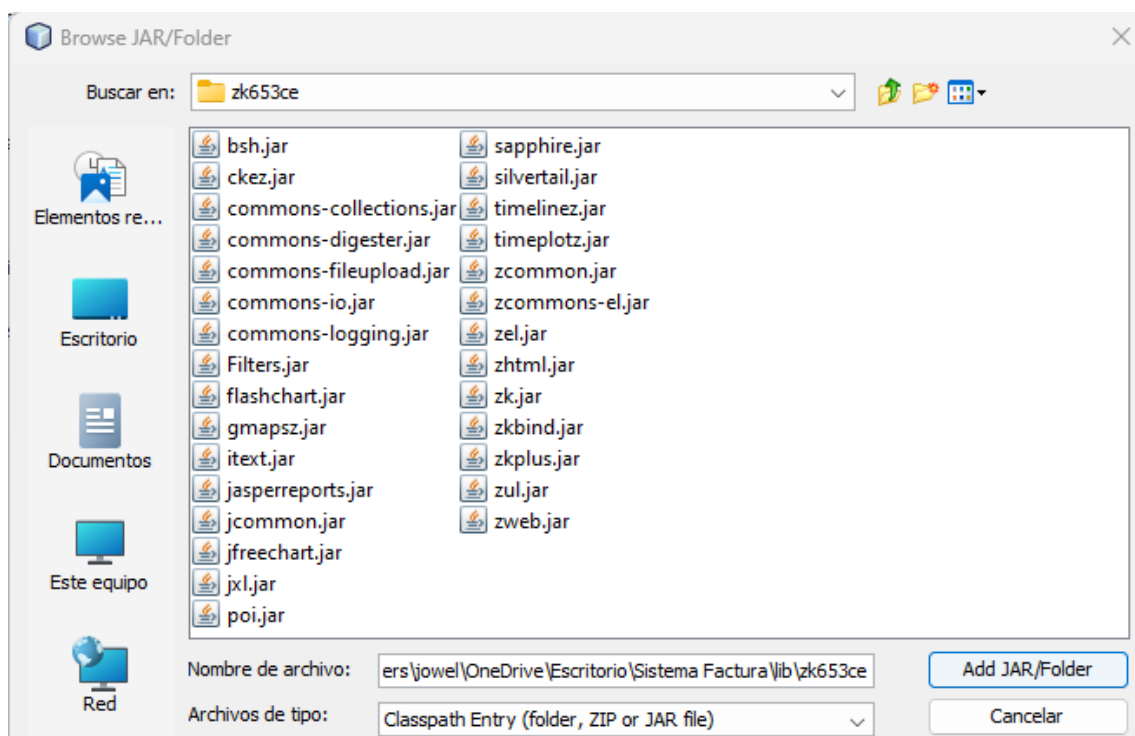 Browse JAR/Folder
Buscar en:
zk653ce
Elementos re...
Escritorio
Documentos
Este equipo
Red
bsh.jar
ckez.jar
commons-collections.jar
commons-digester.jar
commons-fileupload.jar
commons-io.jar
commons-logging.jar
Filters.jar
flashchart.jar
gmapsz.jar
itext.jar
jasperreports.jar
jcommon.jar
jfreechart.jar
jxl.jar
poi.jar
sapphire.jar
silvertail.jar
timelinez.jar
timeplotz.jar
zcommon.jar
zcommons-el.jar
zel.jar
zhtml.jar
zk.jar
zkbind.jar
zkplus.jar
zul.jar
zweb.jar
Nombre de archivo:
ers\jowel\OneDrive\Escritorio\Sistema Factura\lib\zk653ce
Add JAR/Folder
Archivos de tipo:
Classpath Entry (folder, ZIP or JAR file)
Cancelar